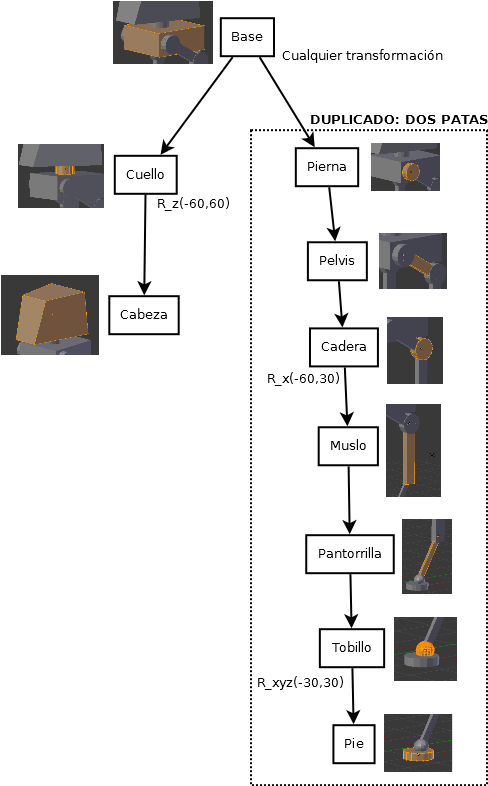 Base
Cualquier transformación
DUPLICADO: DOS PATAS
Cuello
Pierna
R_z(-60,60)
Pelvis
Cabeza
Cadera
R_x(-60,30)
Muslo
Pantorrilla
Tobillo
R_xyz(-30,30)
Pie